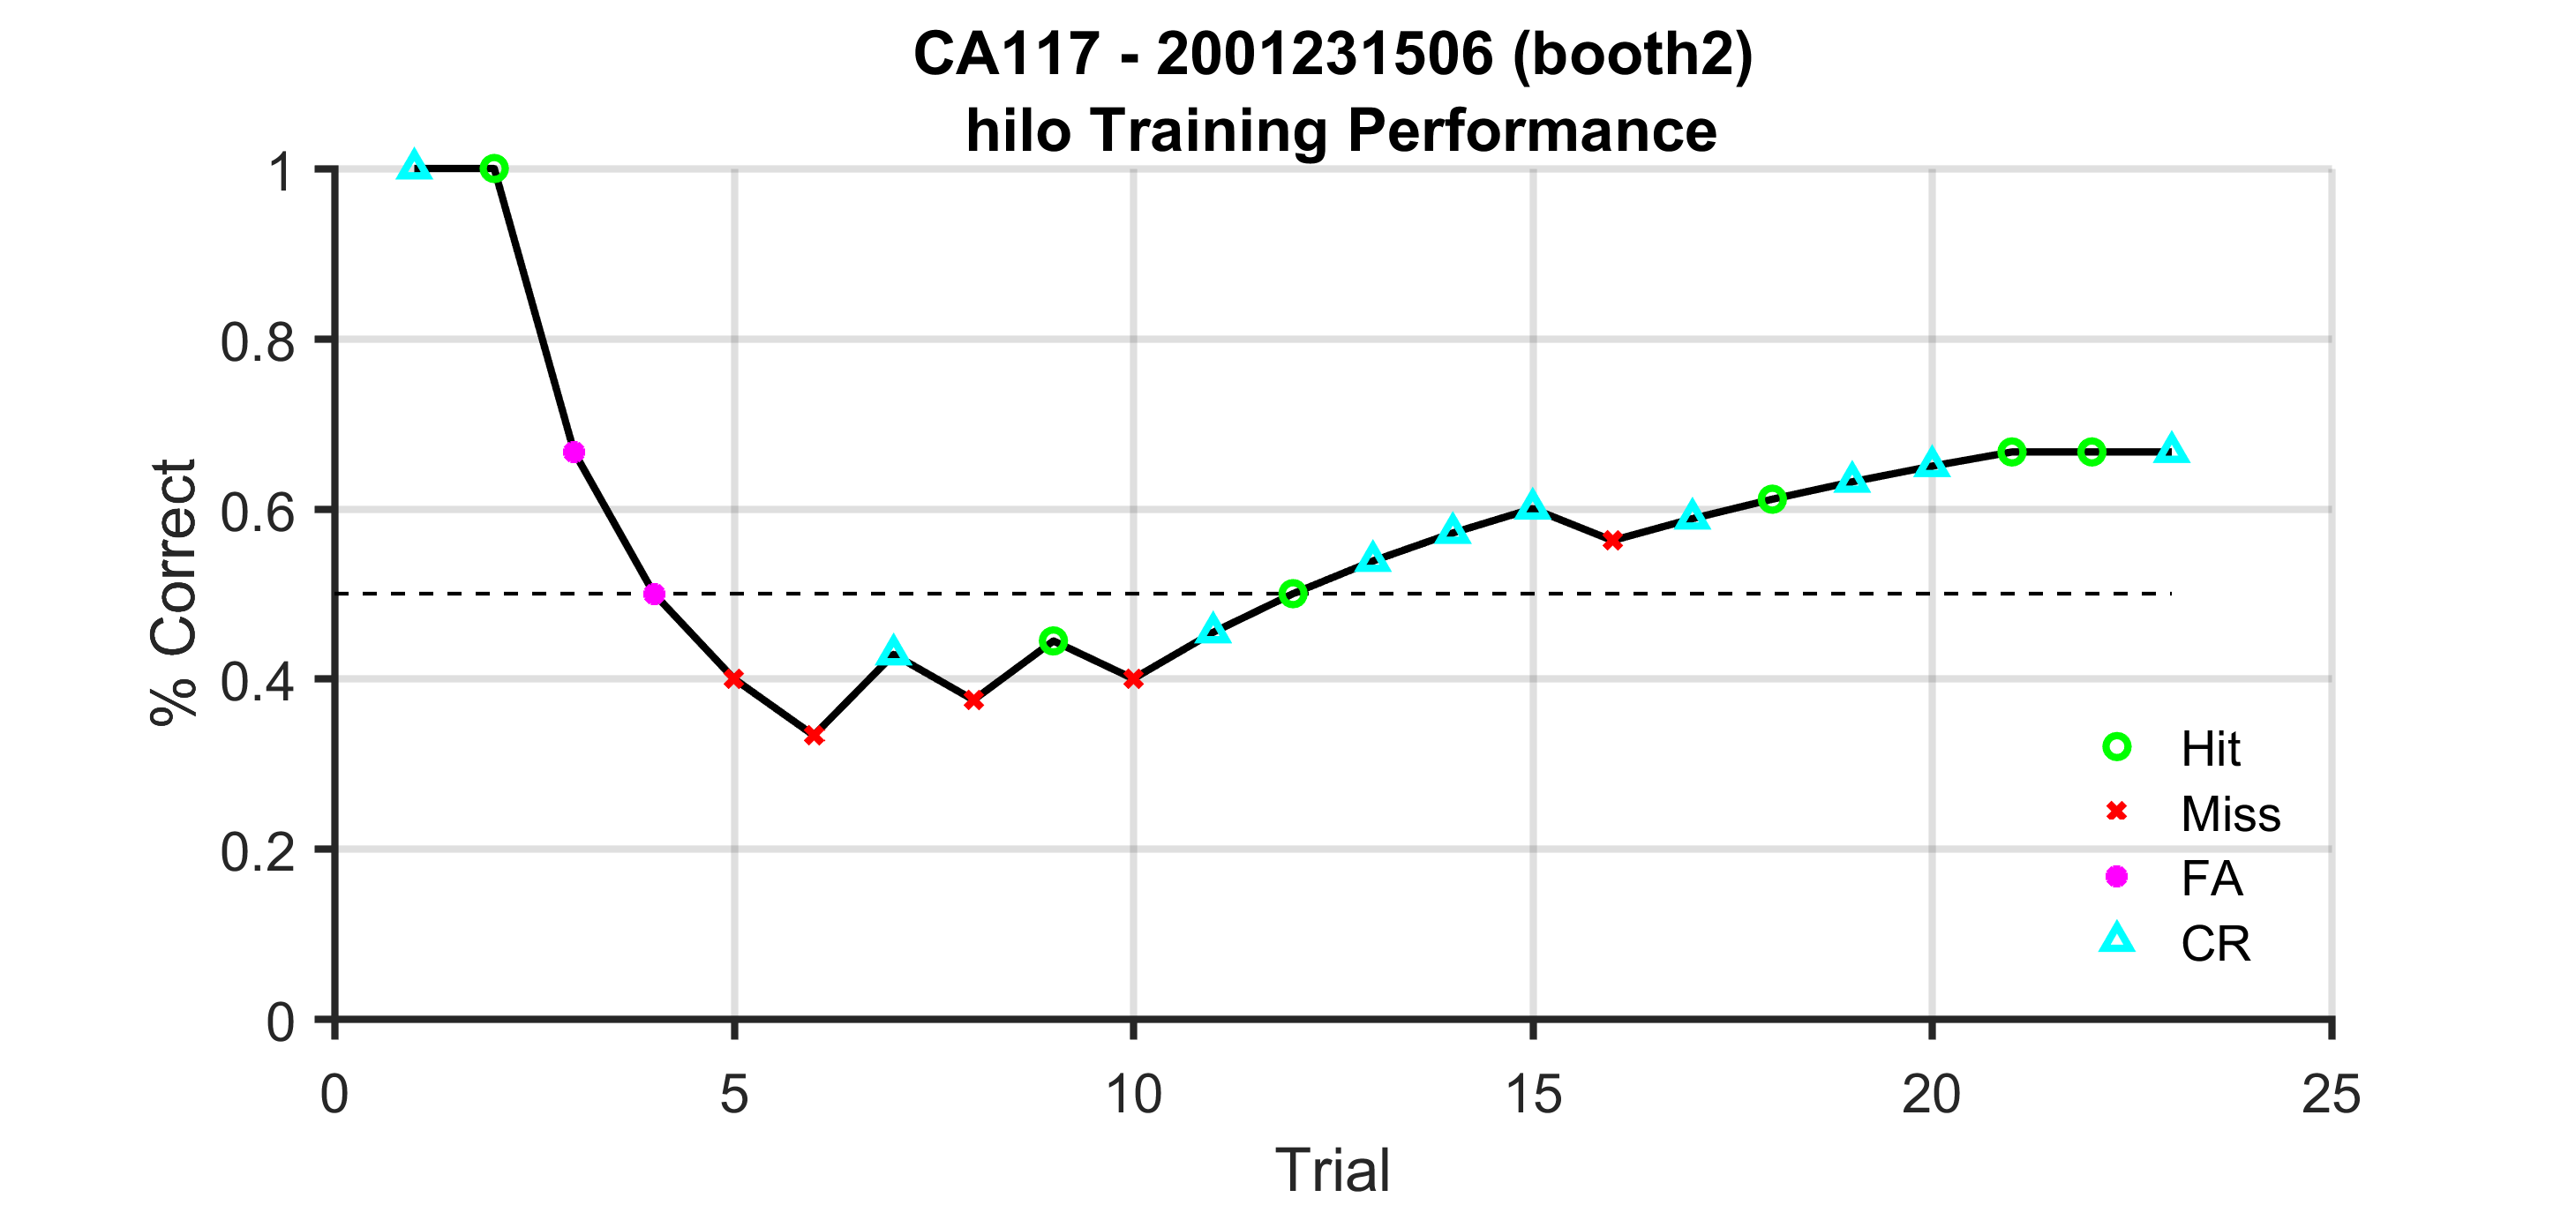 CA117 - 2001231506 (booth2)
hilo Training Performance
1
0.8
0.6
0.4
0.2
0
% Correct
Hit
Miss
FA
CR
0 5 10 15 20 25
Trial